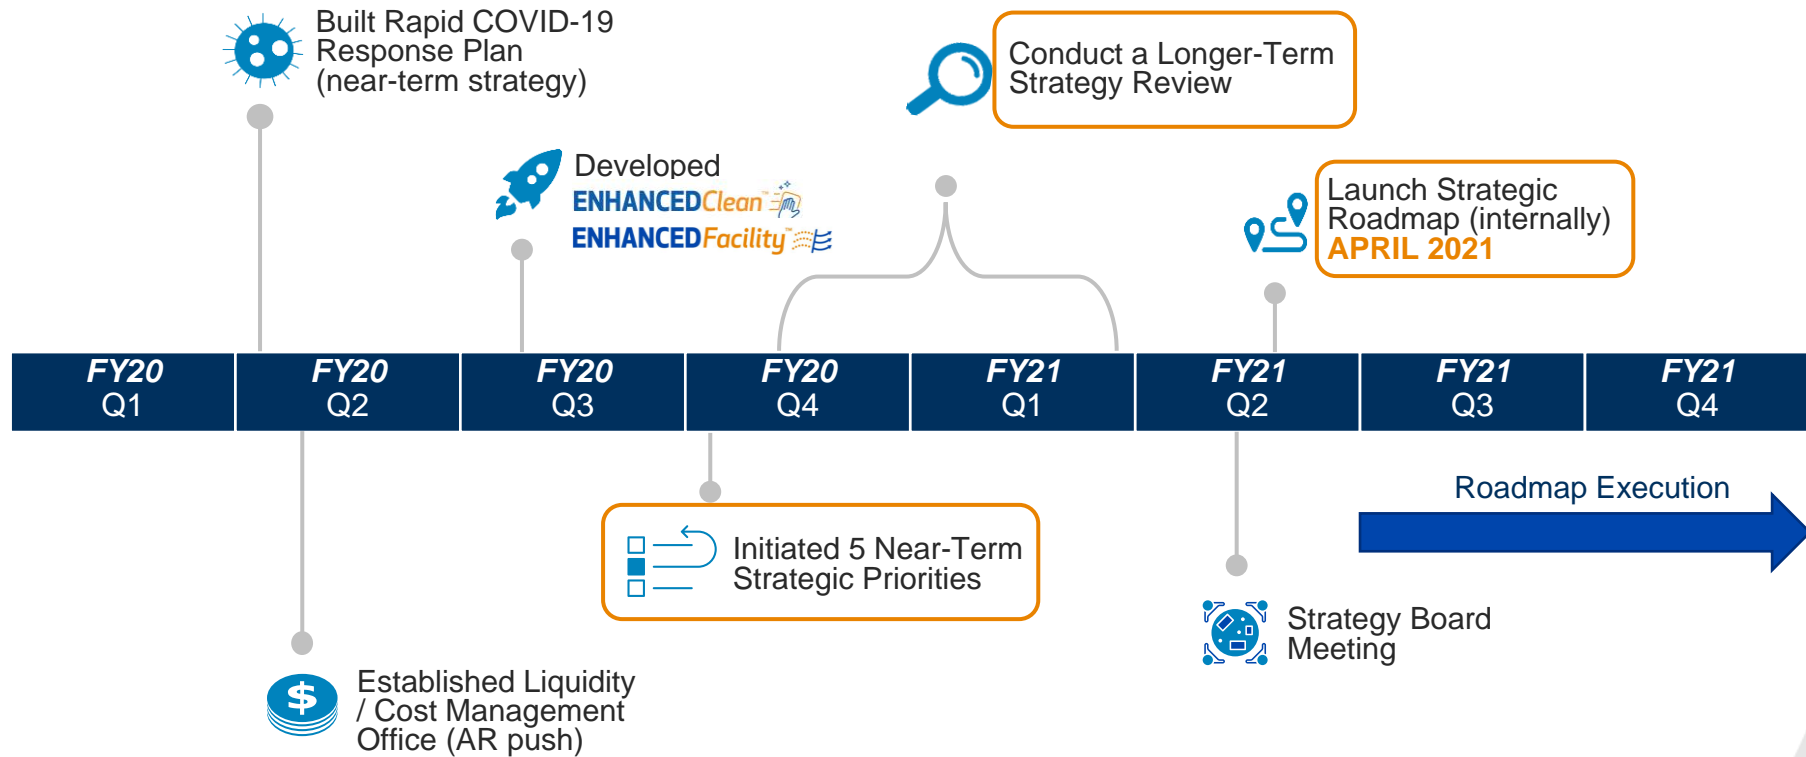 Built Rapid COVID-19
Response Plan
(near-term strategy)
Conduct a Longer-Term
Strategy Review
Developed
ENHANCEDClean™
ENHANCEDFacility™
Launch Strategic
Roadmap (internally)
APRIL 2021
FY20
Q1
FY20
Q2
FY20
Q3
FY20
Q4
FY21
Q1
FY21
Q2
FY21
Q3
FY21
Q4
Roadmap Execution
Initiated 5 Near-Term
Strategic Priorities
Strategy Board
Meeting
$
Established Liquidity
/ Cost Management
Office (AR push)